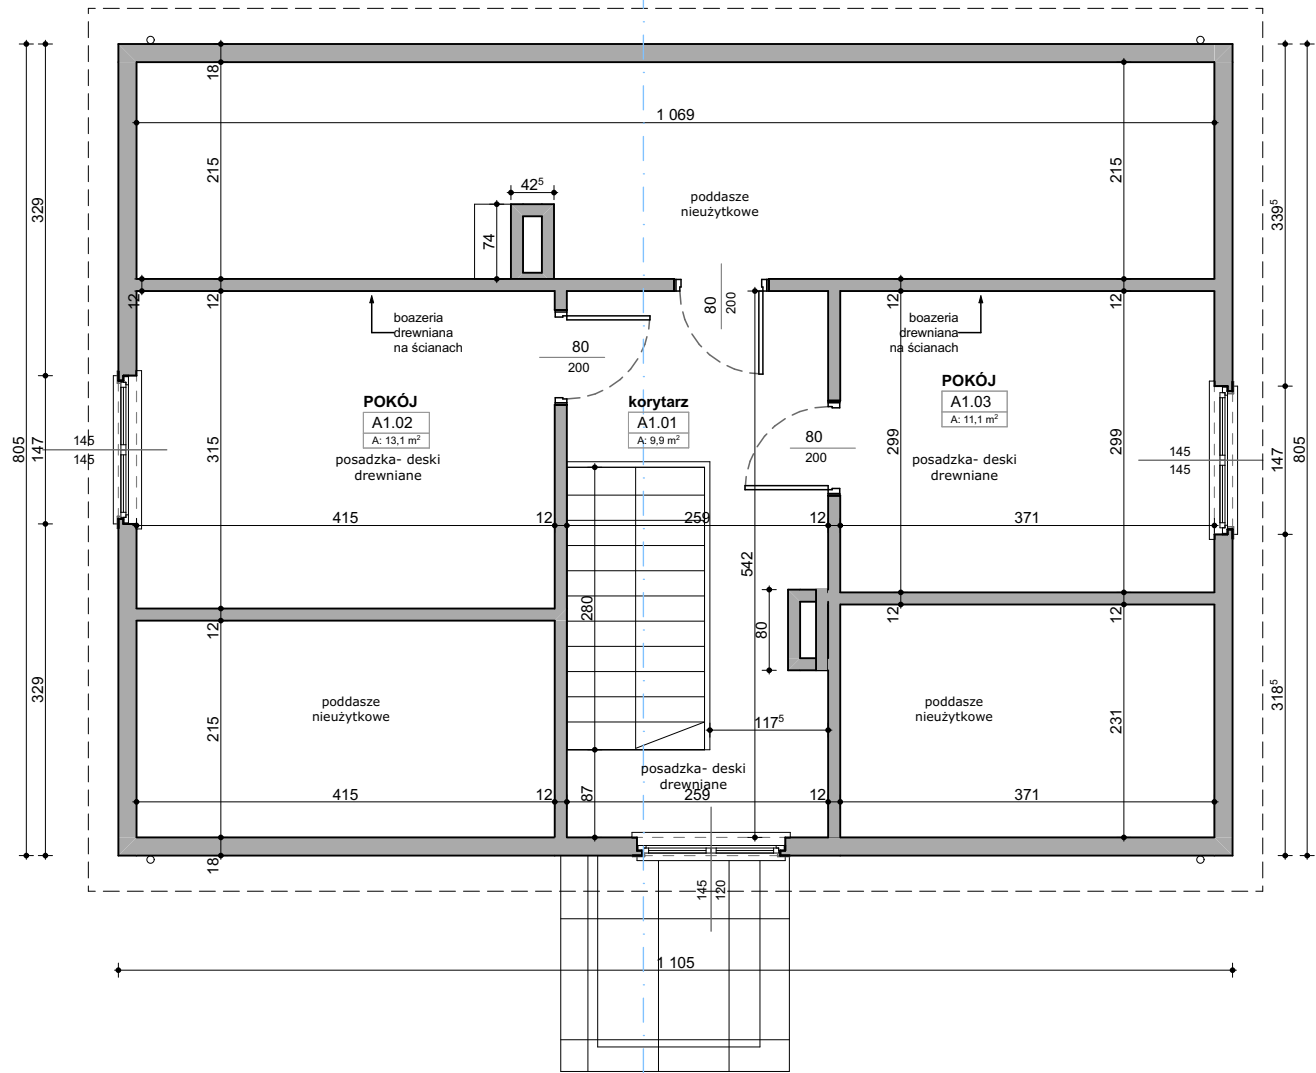 18
1 069
215
215
42⁵
poddasze
nieużytkowe
329
339⁵
74
12
12
12
12
80
200
boazeria
drewniana
na ścianach
boazeria
drewniana
na ścianach
80
200
POKÓJ
A1.02
A: 13,1 m²
posadzka- deski
drewniane
korytarz
A1.01
A: 9,9 m²
POKÓJ
A1.03
A: 11,1 m²
posadzka- deski
drewniane
80
200
805
147
145
145
315
299
299
145
145
147
805
415
12
259
12
371
542
280
80
12
12
12
329
318⁵
poddasze
nieużytkowe
poddasze
nieużytkowe
215
231
117⁵
posadzka- deski
drewniane
415
12
87
259
12
371
18
145
120
1 105